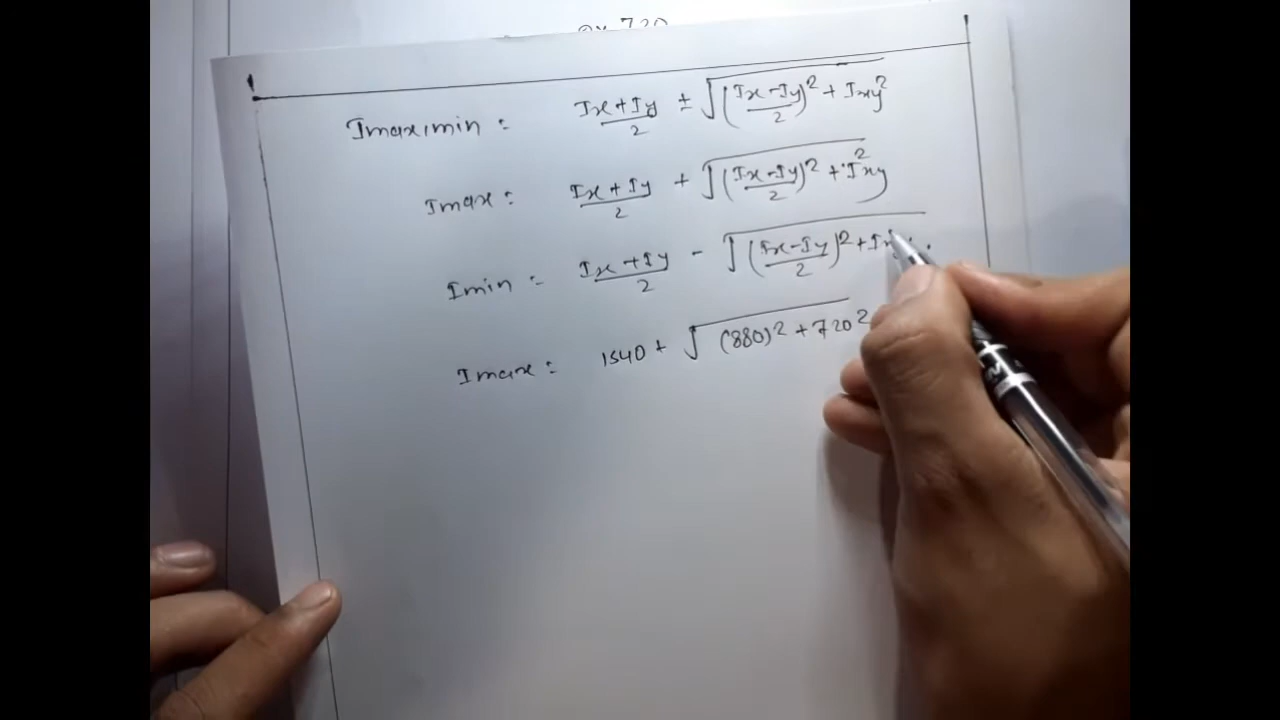 720
Imax,min = Ix+Iy/2 ± √(Ix-Iy/2)² + Ixy²
Imax = Ix+Iy/2 + √(Ix-Iy/2)² + Ixy²
Imin = Ix+Iy/2 - √(Ix-Iy/2)² +
Imax = 1540 + √(880)² + 720²